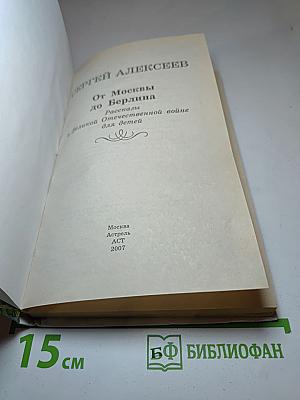 СЕРГЕЙ АЛЕКСЕЕВ
От Москвы
до Берлина
Рассказы
о Великой Отечественной войне
для детей
Москва
Астрель
АСТ
2007
15 см
БФ БИБЛИОФАН